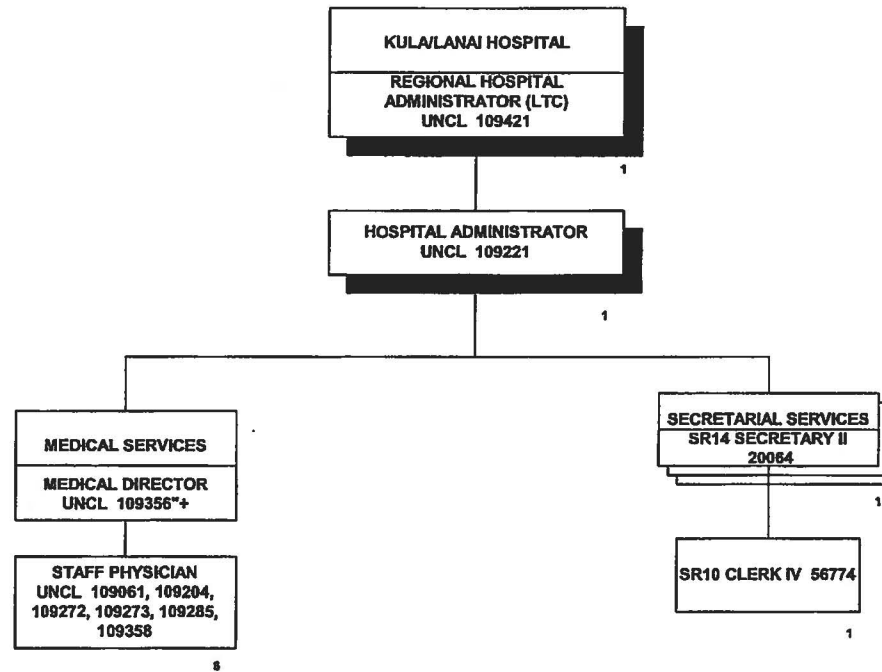 KULA/LANAI HOSPITAL
REGIONAL HOSPITAL
ADMINISTRATOR (LTC)
UNCL 109421
1
HOSPITAL ADMINISTRATOR
UNCL 109221
1
MEDICAL SERVICES
MEDICAL DIRECTOR
UNCL 109356"+
STAFF PHYSICIAN
UNCL 109061, 109204,
109272, 109273, 109285,
109358
SECRETARIAL SERVICES
SR14 SECRETARY II
20064
1
SR10 CLERK IV 56774
1